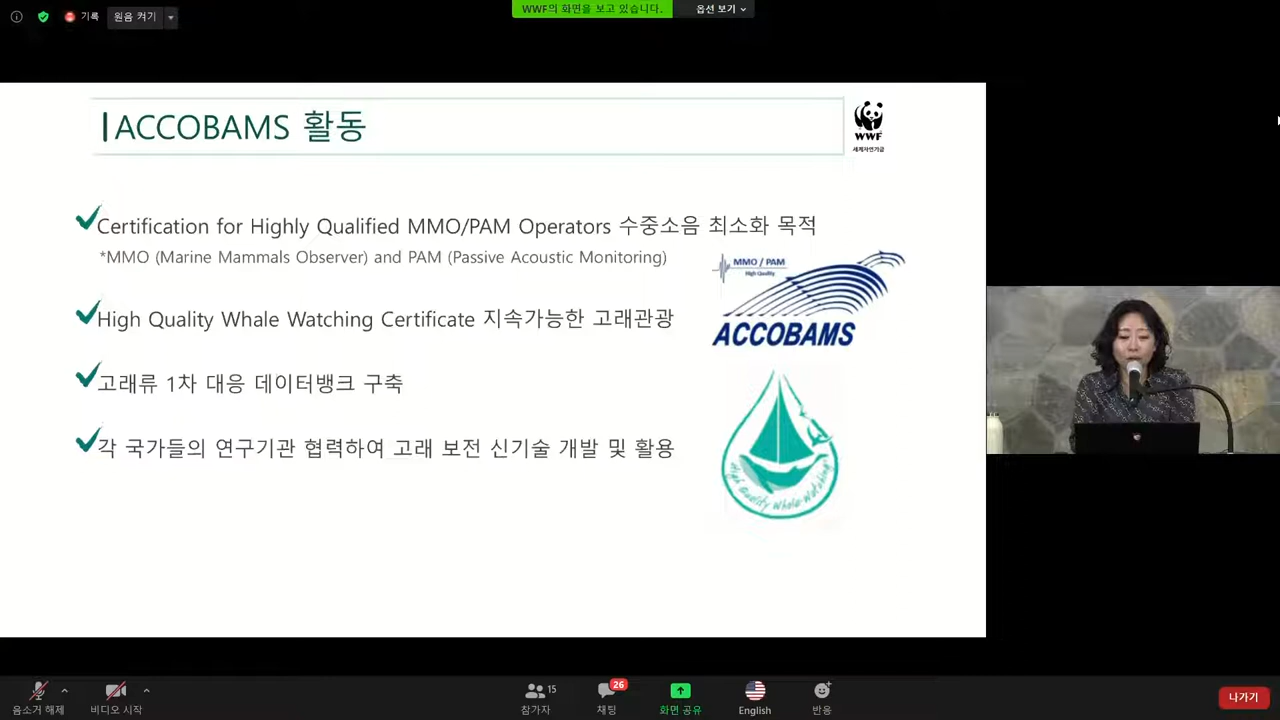 기록
원음 켜기
WWF의 화면을 보고 있습니다.
옵션 보기
ACCOBAMS 활동
WWF
세계자연기금
Certification for Highly Qualified MMO/PAM Operators 수중소음 최소화 목적
*MMO (Marine Mammals Observer) and PAM (Passive Acoustic Monitoring)
MMO / PAM
High Quality
ACCOBAMS
High Quality Whale Watching Certificate 지속가능한 고래관광
고래류 1차 대응 데이터뱅크 구축
각 국가들의 연구기관 협력하여 고래 보전 신기술 개발 및 활용
High Quality Whale-Watching
음소거 해제
비디오 시작
15
참가자
26
채팅
화면 공유
English
반응
나가기